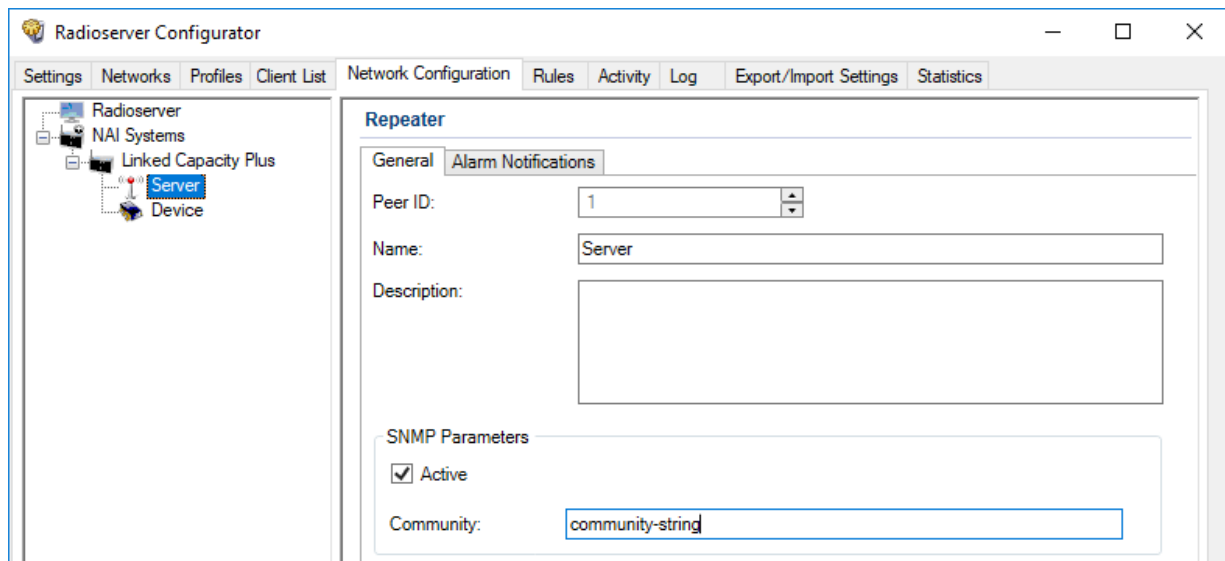 Radioserver Configurator
Settings Networks Profiles Client List Network Configuration Rules Activity Log Export/Import Settings Statistics
Radioserver
NAI Systems
Linked Capacity Plus
Server
Device
Repeater
General Alarm Notifications
Peer ID: 1
Name: Server
Description:
SNMP Parameters
Active
Community: community-string